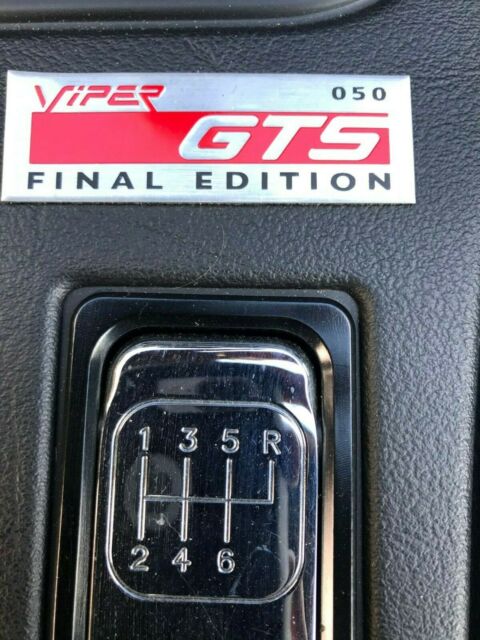 VIPER 050
GTS
FINAL EDITION
1 3 5 R
2 4 6